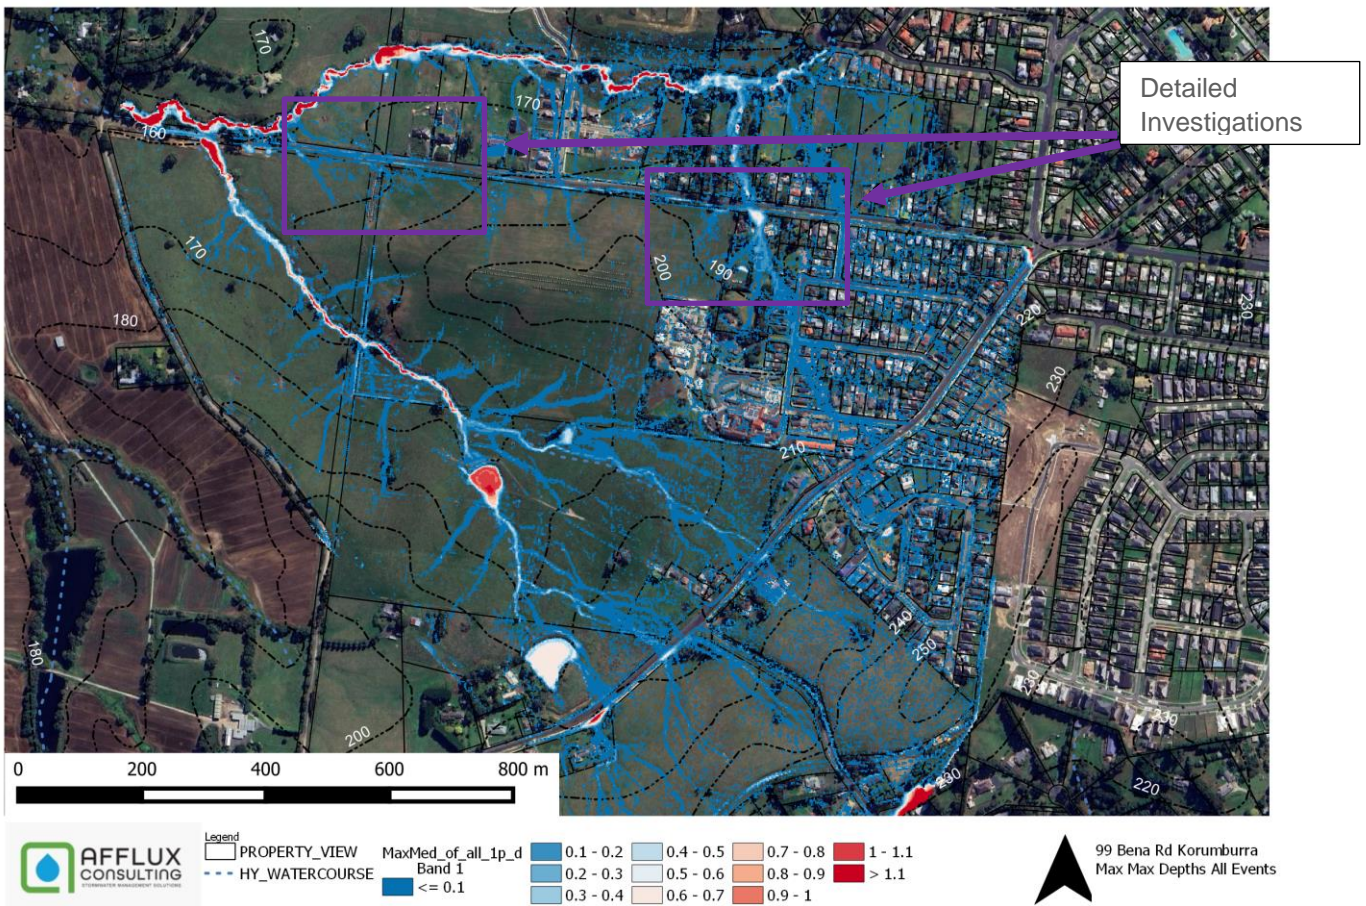 170
Detailed
Investigations
170
160
170
200
190
180
220
230
230
210
240
250
180
200
230
230
230
220
0 200 400 600 800 m
AFFLUX
CONSULTING
STORMWATER MANAGEMENT SOLUTIONS
Legend
PROPERTY_VIEW
HY_WATERCOURSE
MaxMed_of_all_1p_d
Band 1
<= 0.1
0.1 - 0.2
0.2 - 0.3
0.3 - 0.4
0.4 - 0.5
0.5 - 0.6
0.6 - 0.7
0.7 - 0.8
0.8 - 0.9
0.9 - 1
1 - 1.1
> 1.1
99 Bena Rd Korumburra
Max Max Depths All Events